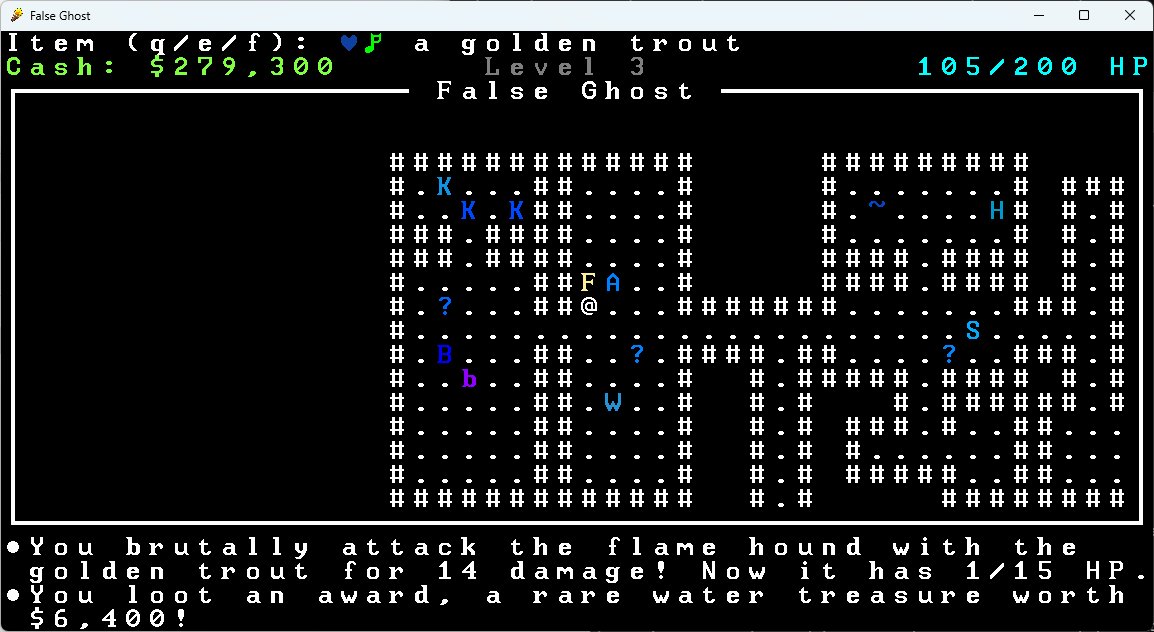 False Ghost
Item (q/e/f): 💙🎵 a golden trout
Cash: $279,300 Level 3 105/200 HP
False Ghost
############# #########
#.K...##....# #.......# ###
#..K.K##....# #.~....H# #.#
###.####....# #.......# #.#
###.####....# ####.#### #.#
#.....##FA..# ####.#### #.#
#.?...##@...#######.......###.#
#.......................S.....#
#.B...##..?.####.##....?..###.#
#..b..##....# #.#####.#### #.#
#.....##.W..# #.# #.######.#
#.....##....# #.# ###.#..##...
#.....##....# #.# #......##...
#.....##....# #.# #####..##...
############# #.# ########
●You brutally attack the flame hound with the
golden trout for 14 damage! Now it has 1/15 HP.
●You loot an award, a rare water treasure worth
$6,400!